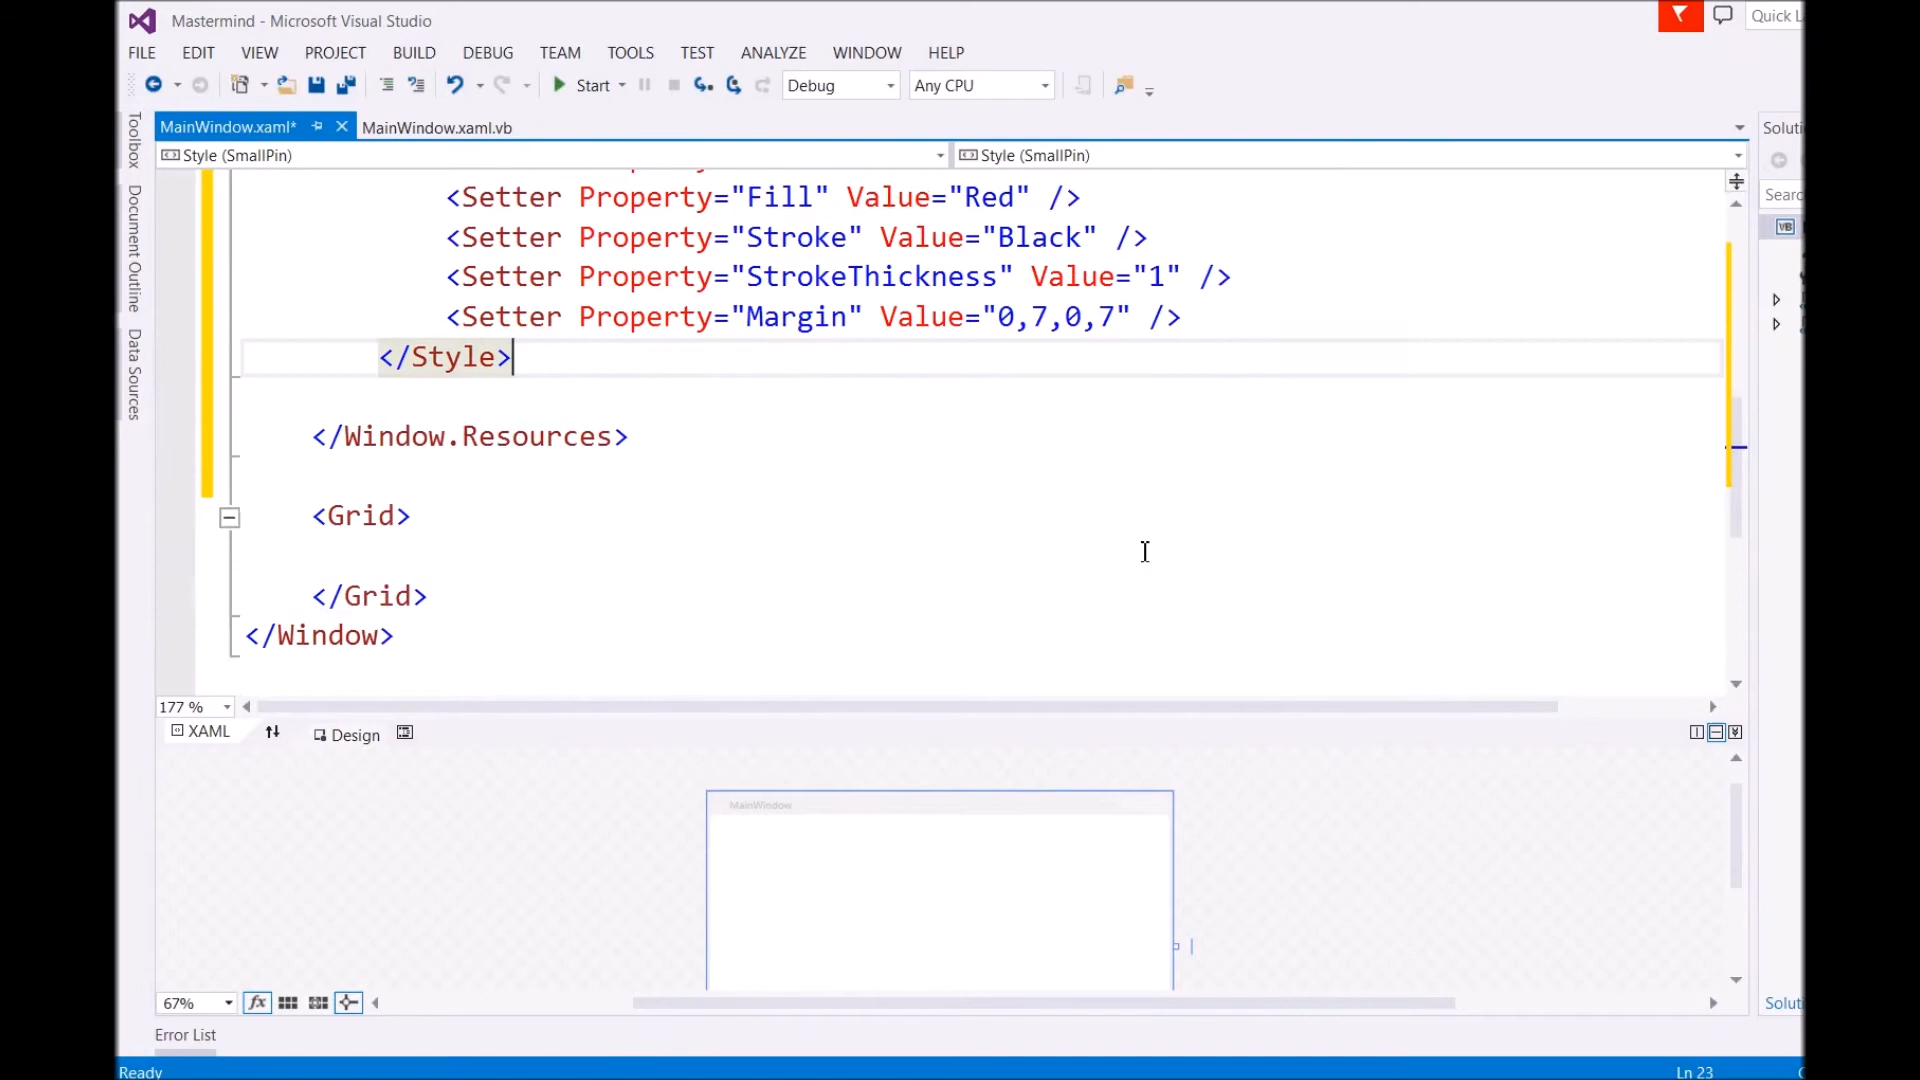 Mastermind - Microsoft Visual Studio
FILE EDIT VIEW PROJECT BUILD DEBUG TEAM TOOLS TEST ANALYZE WINDOW HELP
Start Debug Any CPU
MainWindow.xaml* MainWindow.xaml.vb
Style (SmallPin) Style (SmallPin)
Toolbox
Document Outline
Data Sources
VB
<Setter Property="Fill" Value="Red" />
<Setter Property="Stroke" Value="Black" />
<Setter Property="StrokeThickness" Value="1" />
<Setter Property="Margin" Value="0,7,0,7" />
</Style>
</Window.Resources>
<Grid>
</Grid>
</Window>
177 %
XAML Design
MainWindow
67% fx
Error List
Ready Ln 23